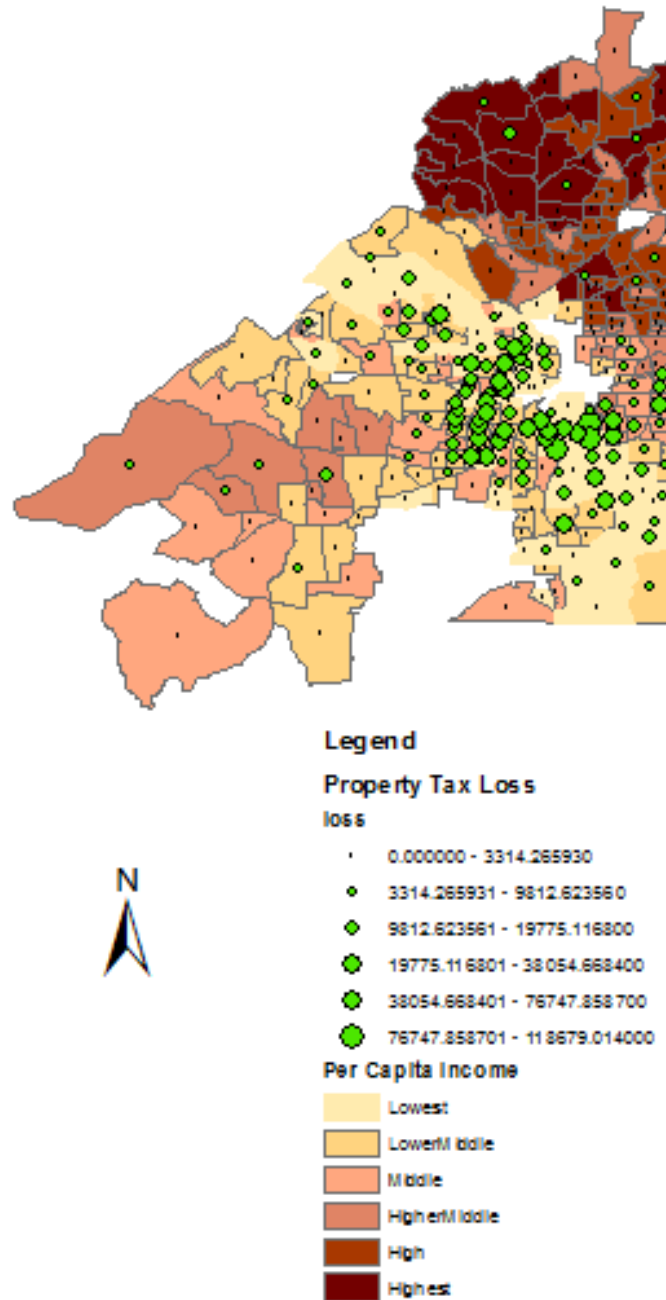 Legend
Property Tax Loss
loss
0.000000 - 3314.265930
3314.265931 - 9812.623560
9812.623561 - 19775.116800
19775.116801 - 38054.668400
38054.668401 - 76747.858700
76747.858701 - 118679.014000
N
Per Capita Income
Lowest
LowerMiddle
Middle
HigherMiddle
High
Highest